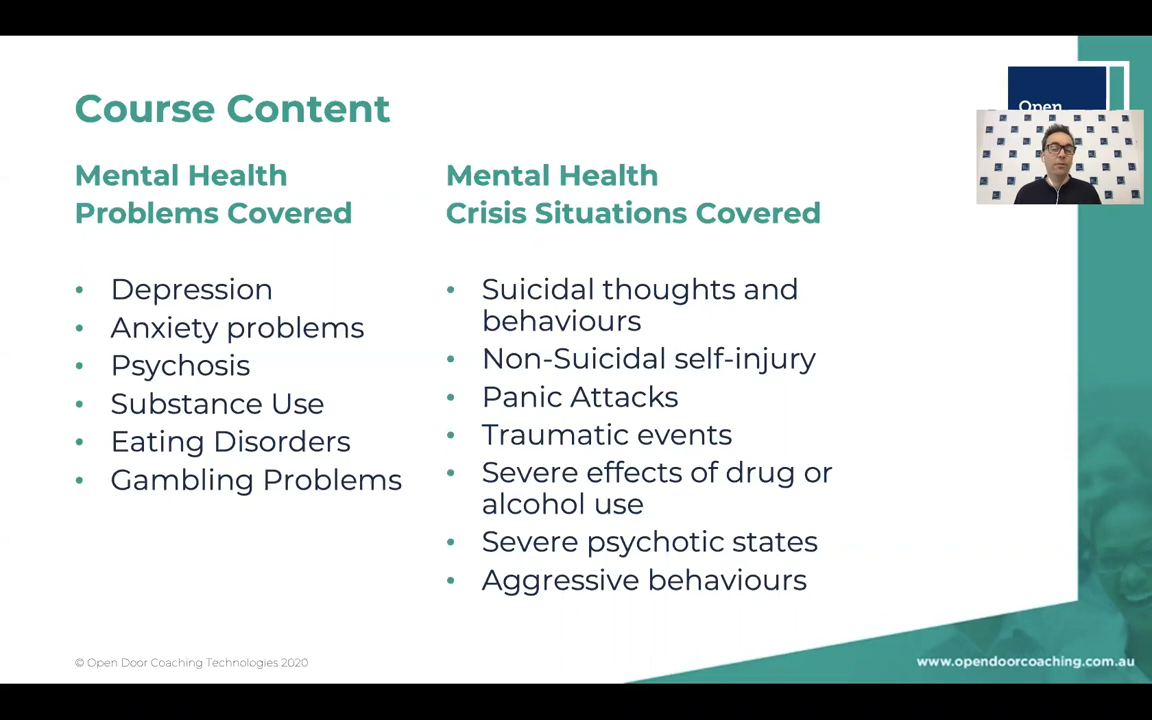 Course Content
Mental Health
Problems Covered
• Depression
• Anxiety problems
• Psychosis
• Substance Use
• Eating Disorders
• Gambling Problems
Mental Health
Crisis Situations Covered
• Suicidal thoughts and
behaviours
• Non-Suicidal self-injury
• Panic Attacks
• Traumatic events
• Severe effects of drug or
alcohol use
• Severe psychotic states
• Aggressive behaviours
Open
© Open Door Coaching Technologies 2020
www.opendoorcoaching.com.au